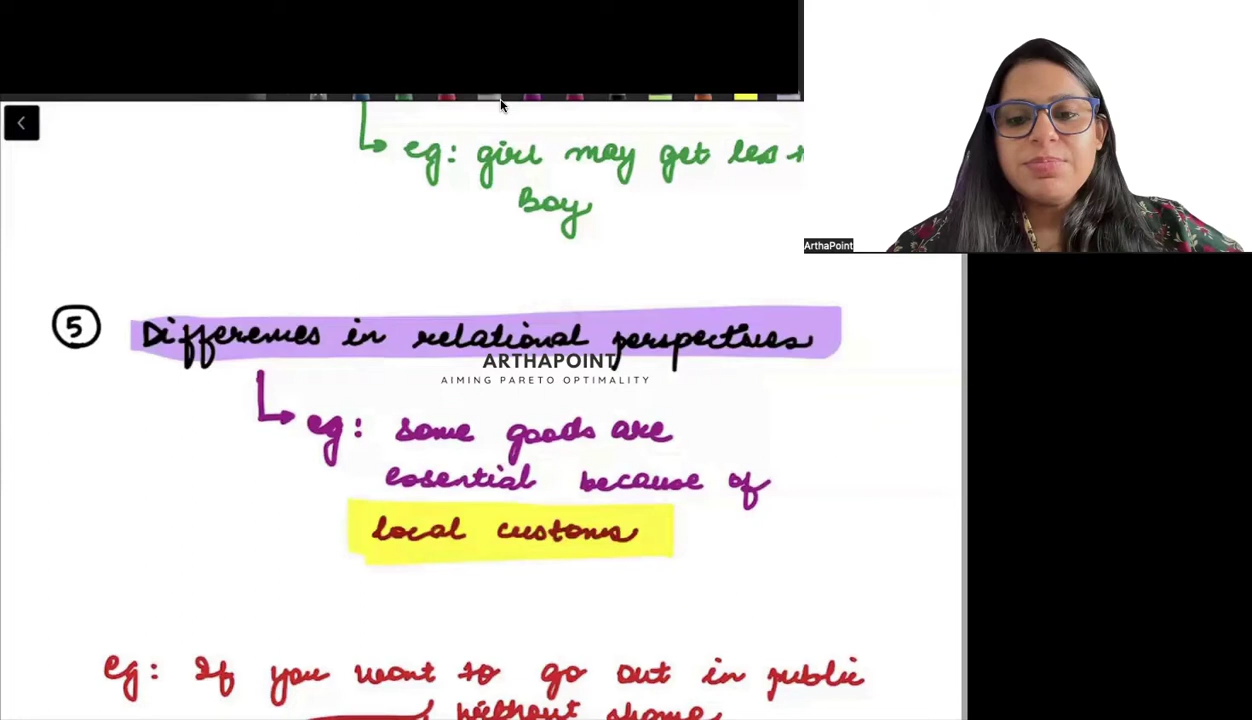 eg: girl may get less
Boy
ArthaPoint
5 Differences in relational perspectives
ARTHAPOINT
AIMING PARETO OPTIMALITY
eg: some goods are
essential because of
local customs
eg: If you want to go out in public
without shame